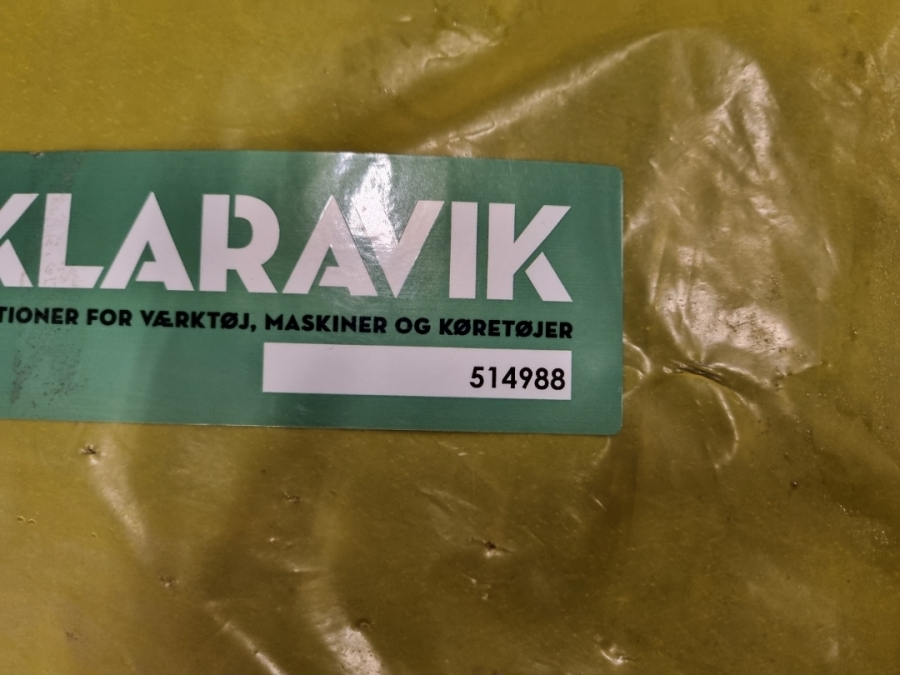 KLARAVIK
TIONER FOR VÆRKTØJ, MASKINER OG KØRETØJER
514988